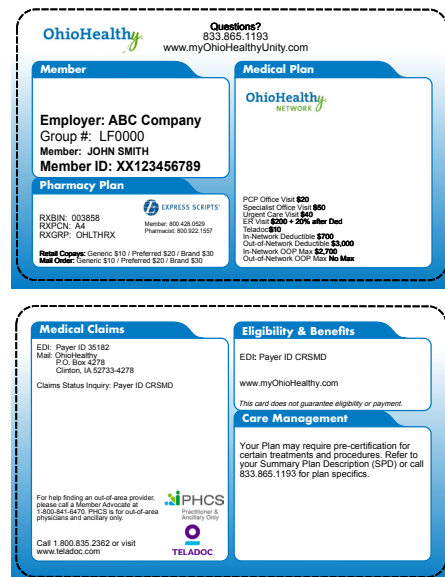 OhioHealthy
Questions?
833.865.1193
www.myOhioHealthyUnity.com
Member
Employer: ABC Company
Group #:  LF0000
Member:  JOHN SMITH
Member ID: XX123456789
Pharmacy Plan
RXBIN:  003858
RXPCN:  A4
RXGRP:  OHLTHRX
EXPRESS SCRIPTS®
Member: 800.428.0529
Pharmacist: 800.922.1557
Retail Copays: Generic $10 / Preferred $20 / Brand $30
Mail Order: Generic $10 / Preferred $20 / Brand $30
Medical Plan
OhioHealthy
NETWORK
PCP Office Visit $20
Specialist Office Visit $50
Urgent Care Visit $40
ER Visit $200 + 20% after Ded
Teladoc$10
In-Network Deductible $700
Out-of-Network Deductible $3,000
In-Network OOP Max $2,700
Out-of-Network OOP Max No Max
Medical Claims
EDI:  Payer ID 35182
Mail: OhioHealthy
P.O. Box 4278
Clinton, IA 52733-4278
Claims Status Inquiry: Payer ID CRSMD
For help finding an out-of-area provider,
please call a Member Advocate at
1-800-841-6470. PHCS is for out-of-area
physicians and ancillary only.
PHCS
Practitioner &
Ancillary Only
Call 1.800.835.2362 or visit
www.teladoc.com
TELADOC
Eligibility & Benefits
EDI: Payer ID CRSMD
www.myOhioHealthy.com
This card does not guarantee eligibility or payment.
Care Management
Your Plan may require pre-certification for
certain treatments and procedures. Refer to
your Summary Plan Description (SPD) or call
833.865.1193 for plan specifics.